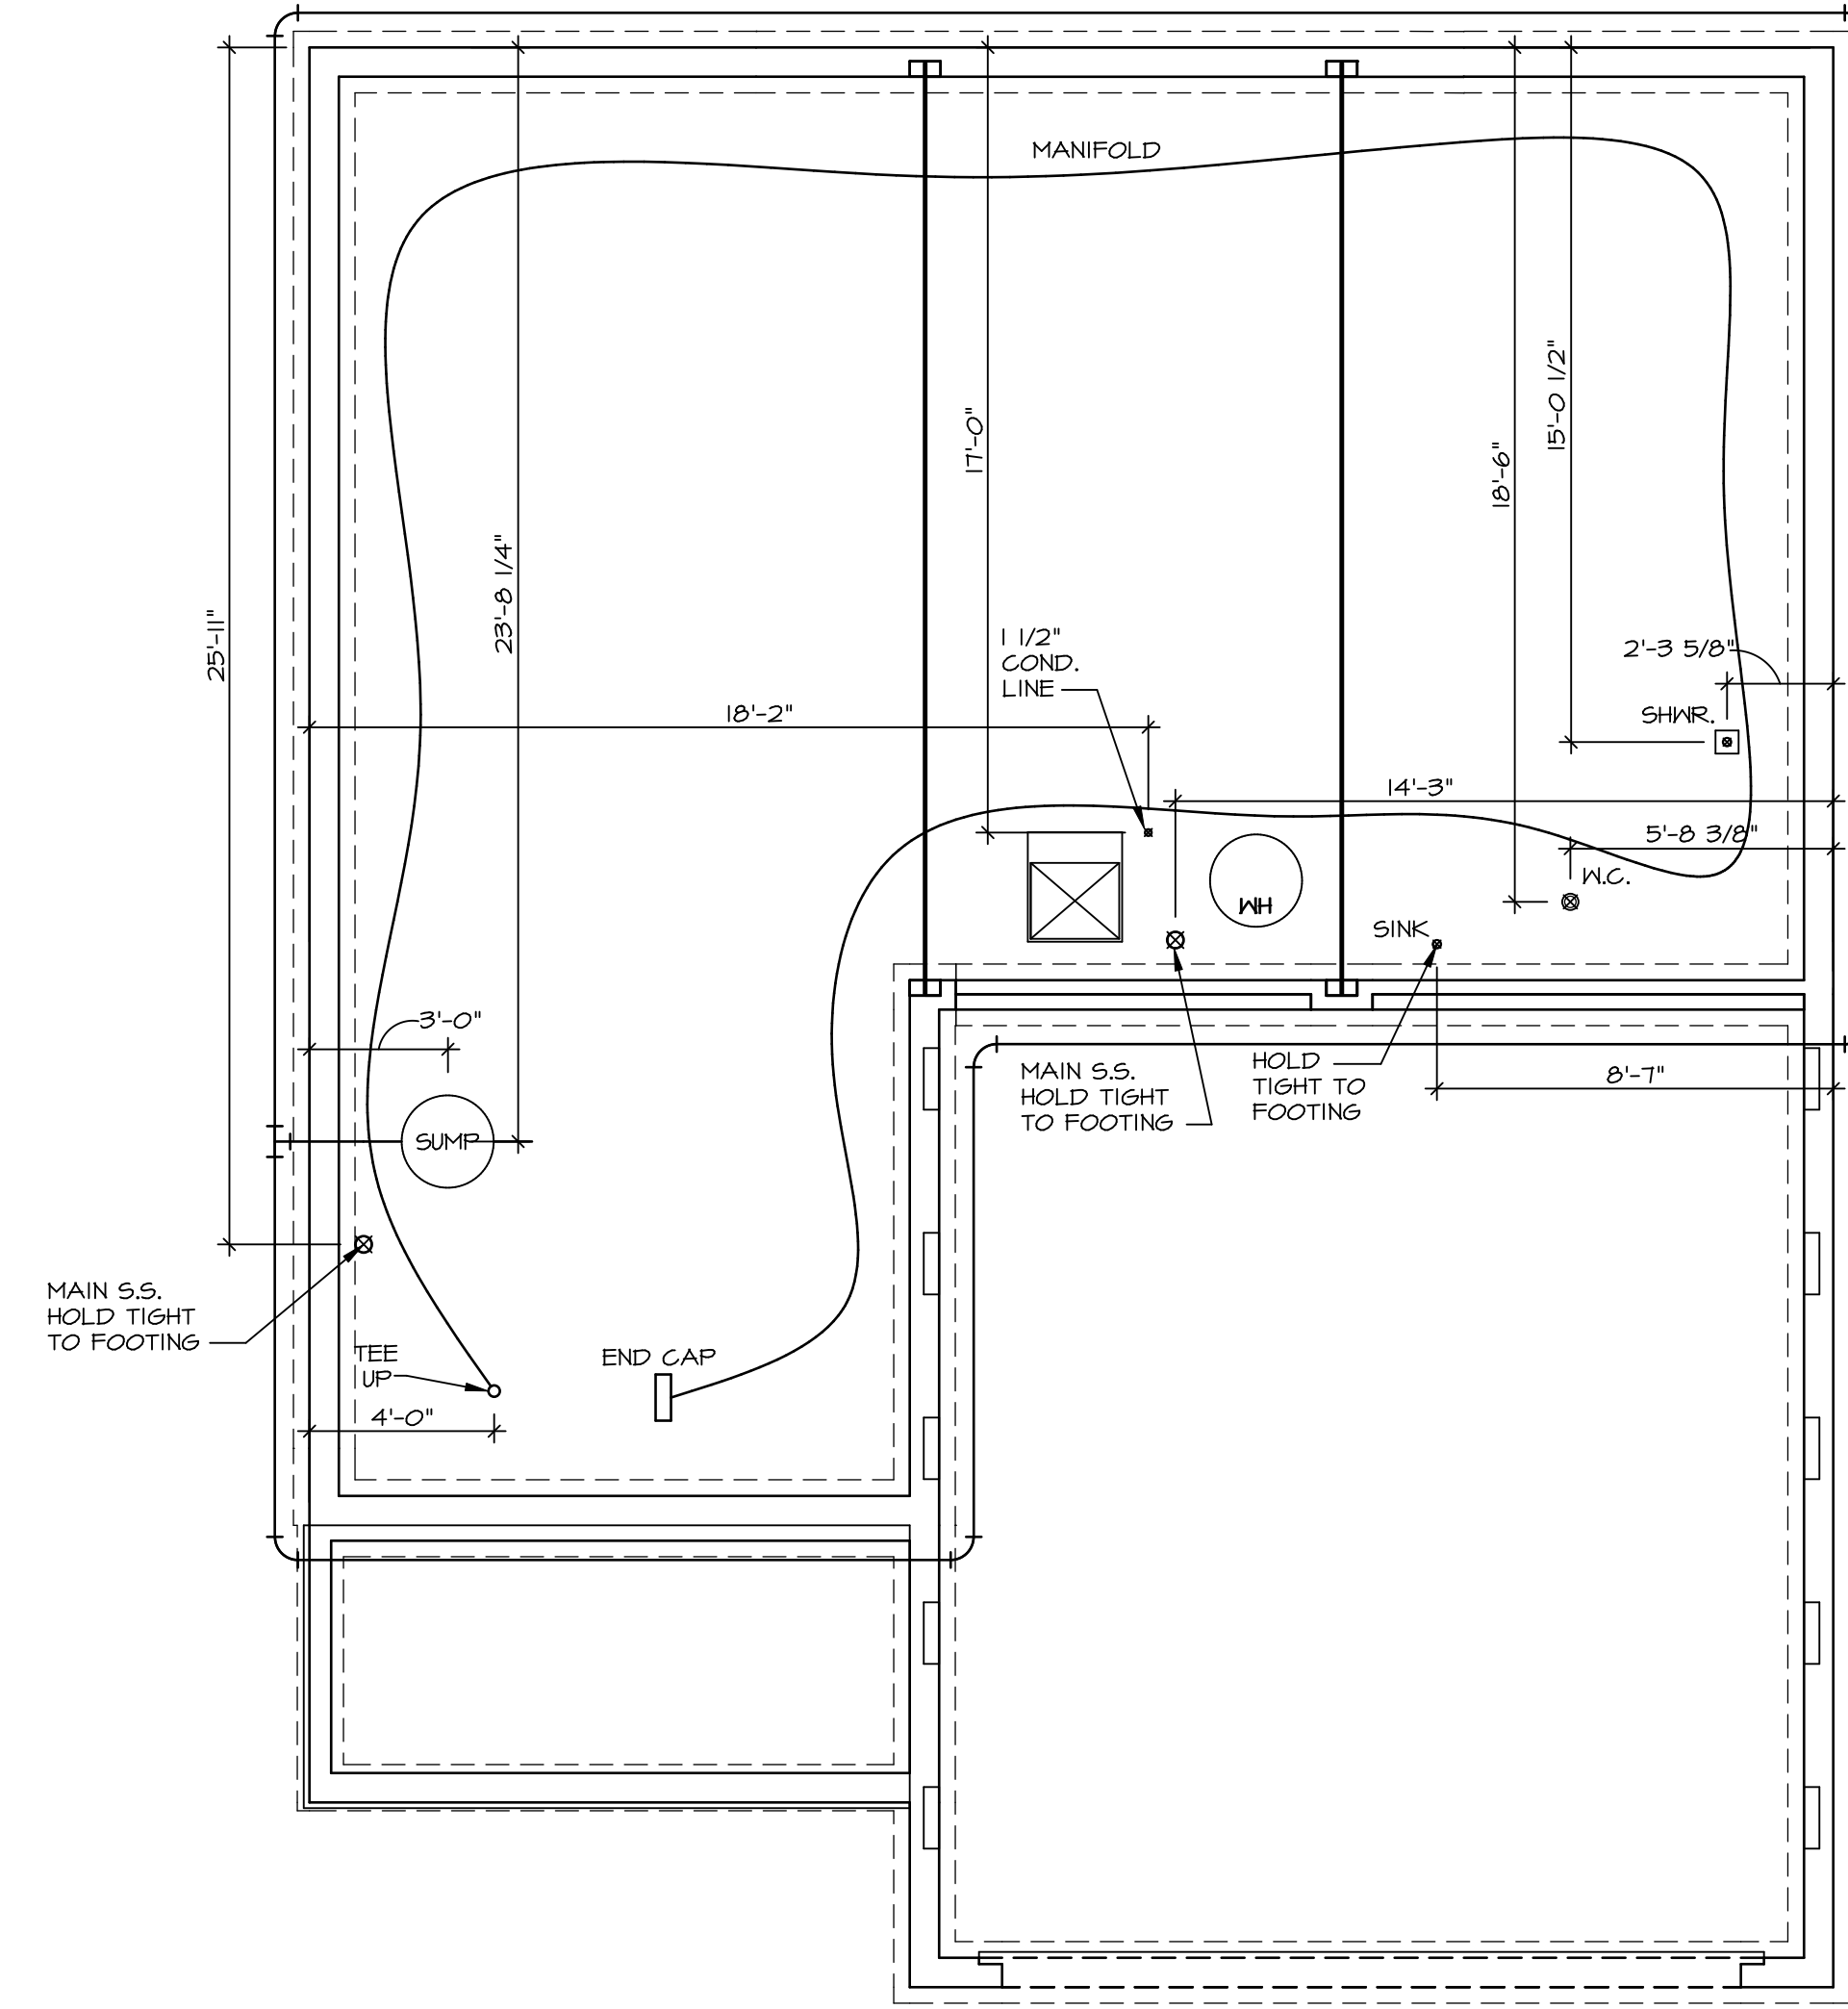 MANIFOLD
25'-11"
23'-8 1/4"
17'-0"
18'-6"
15'-0 1/2"
1 1/2"
COND.
LINE
2'-3 5/8"
SHWR.
18'-2"
14'-3"
5'-8 3/8"
W.C.
WH
SINK
3'-0"
SUMP
MAIN S.S.
HOLD TIGHT
TO FOOTING
HOLD
TIGHT TO
FOOTING
8'-7"
MAIN S.S.
HOLD TIGHT
TO FOOTING
TEE
UP
END CAP
4'-0"